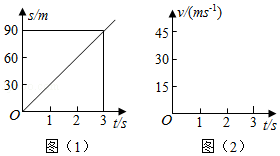 s/m
90
60
30
O
1 2 3 t/s
图（1）
v/(ms⁻¹)
45
30
15
O
1 2 3 t/s
图（2）